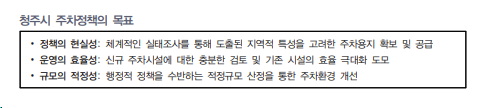 청주시 주차정책의 목표
• 정책의 현실성: 체계적인 실태조사를 통해 도출된 지역적 특성을 고려한 주차용지 확보 및 공급
• 운영의 효율성: 신규 주차시설에 대한 충분한 검토 및 기존 시설의 효율 극대화 도모
• 규모의 적정성: 행정적 정책을 수반하는 적정규모 산정을 통한 주차환경 개선